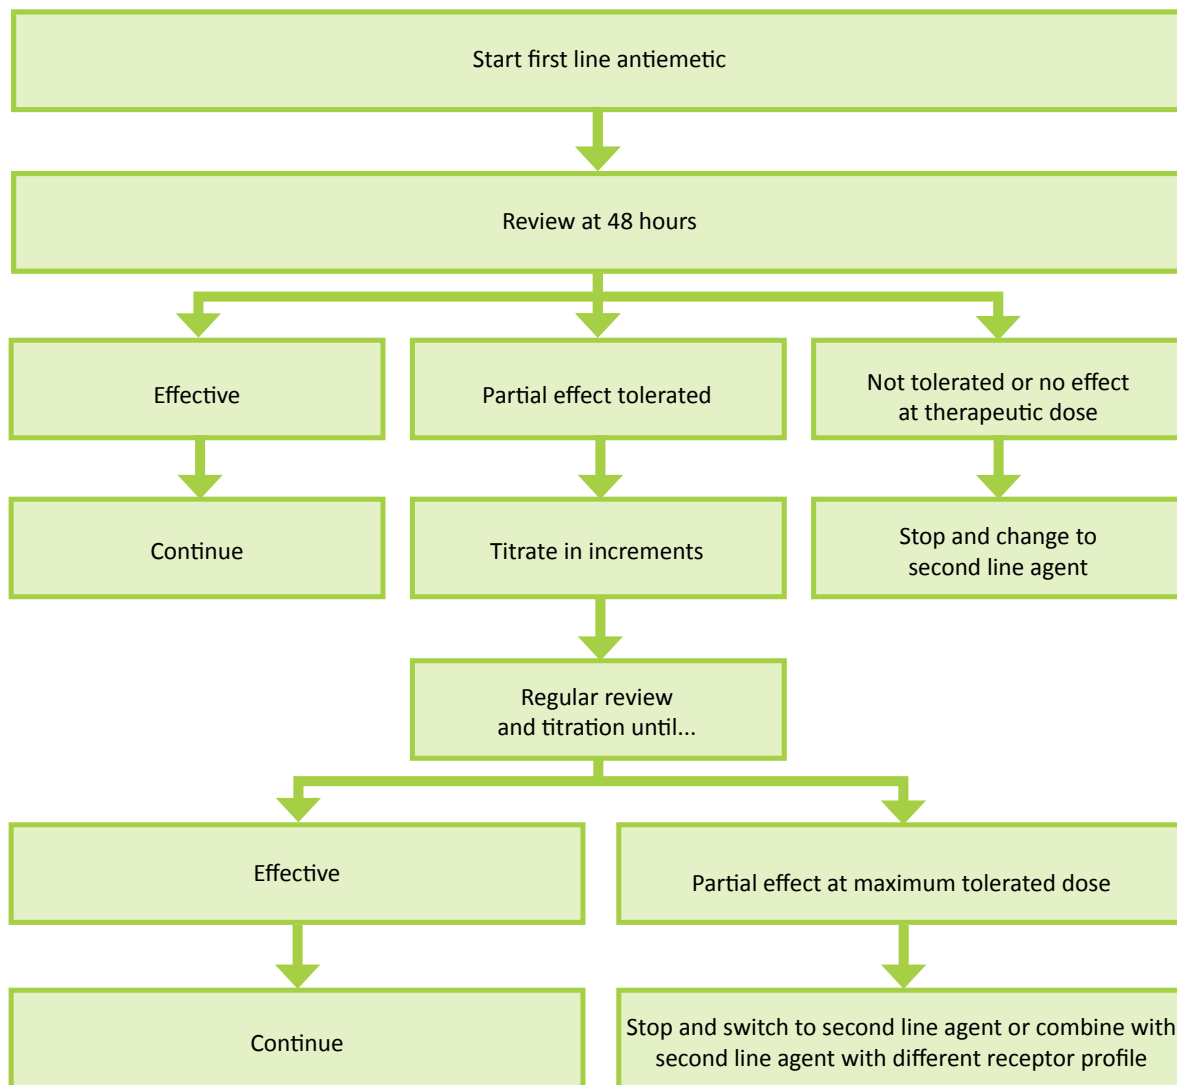 Start first line antiemetic
Review at 48 hours
Effective
Partial effect tolerated
Not tolerated or no effect
at therapeutic dose
Continue
Titrate in increments
Stop and change to
second line agent
Regular review
and titration until...
Effective
Partial effect at maximum tolerated dose
Continue
Stop and switch to second line agent or combine with
second line agent with different receptor profile